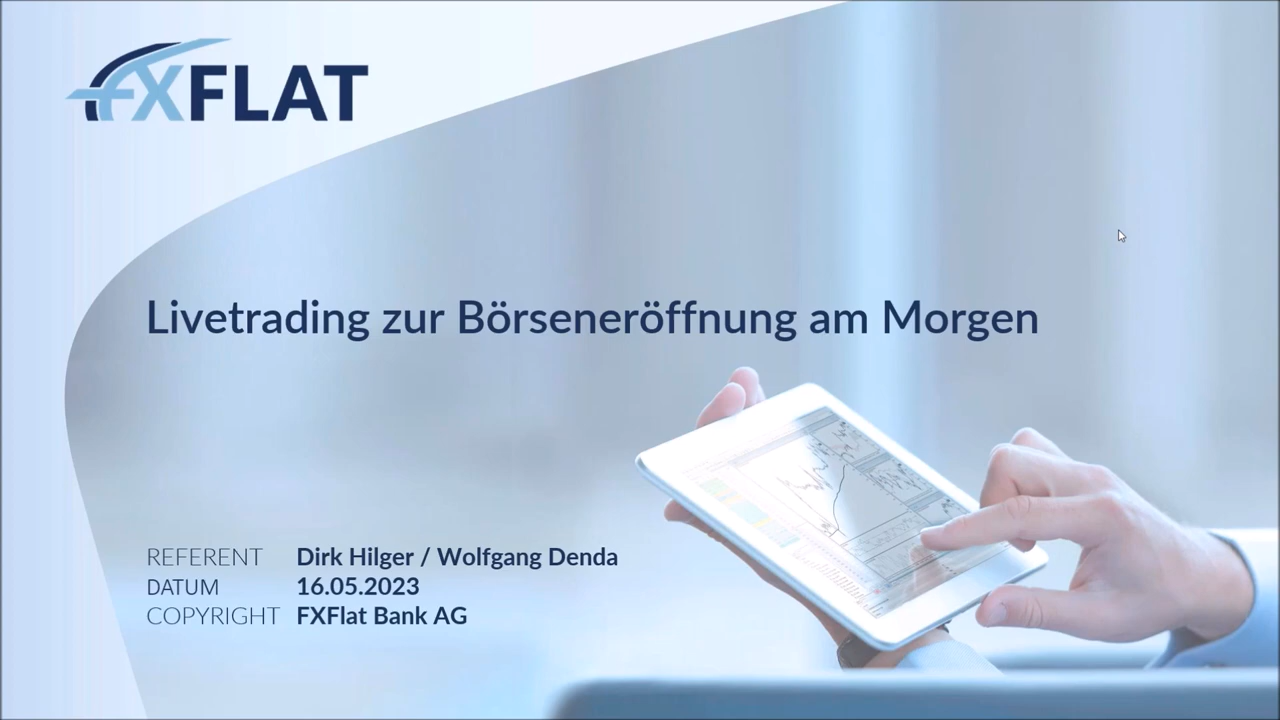 FXFLAT
Livetrading zur Börseneröffnung am Morgen
REFERENT Dirk Hilger / Wolfgang Denda
DATUM 16.05.2023
COPYRIGHT FXFlat Bank AG